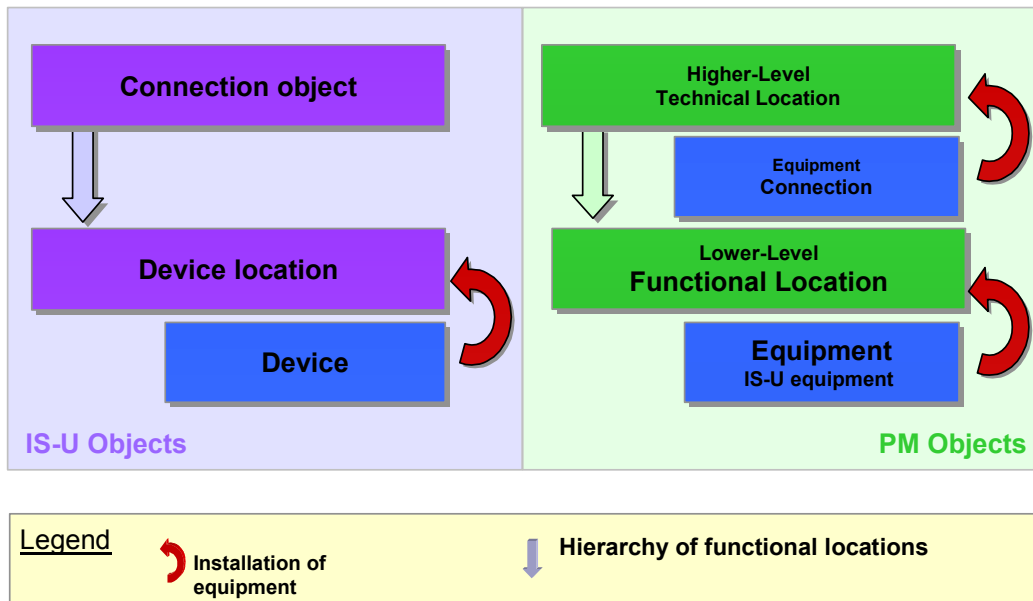 Connection object
Device location
Device
IS-U Objects
Higher-Level
Technical Location
Equipment
Connection
Lower-Level
Functional Location
Equipment
IS-U equipment
PM Objects
Legend
Installation of
equipment
Hierarchy of functional locations